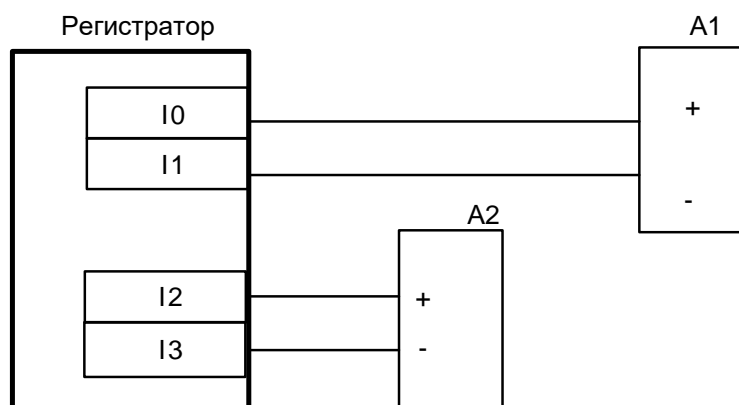 Регистратор
A1
I0
+
I1
-
A2
I2
+
I3
-